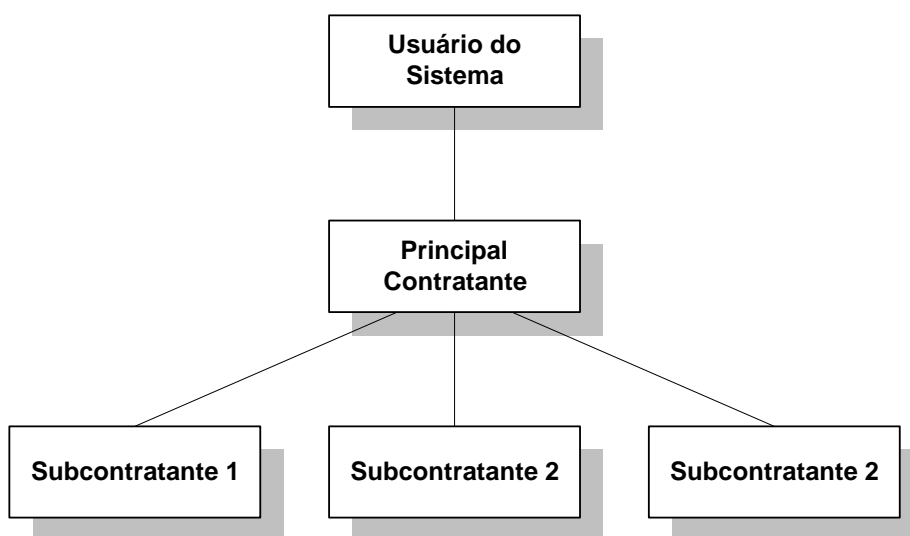 Usuário do
Sistema
Principal
Contratante
Subcontratante 1
Subcontratante 2
Subcontratante 2